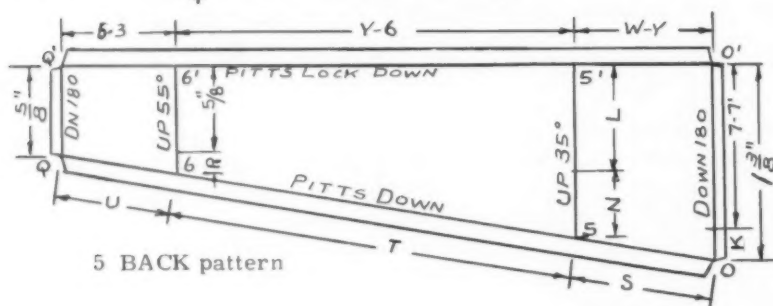 6-3 Y-6 W-Y
Q' O'
6' PITTS LOCK DOWN 5'
5/8" DN 180 UP 55° 5/8" UP 35° L 7-7' DOWN 180 1 3/8"
6 R
Q PITTS DOWN N
U 5 K
T S O
5 BACK pattern